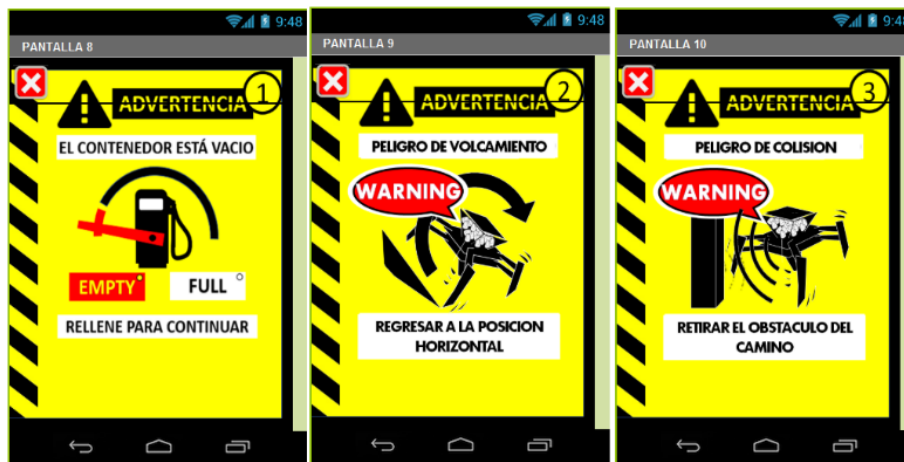 9:48
PANTALLA 8
1
ADVERTENCIA
EL CONTENEDOR ESTÁ VACIO
EMPTY
FULL
RELLENE PARA CONTINUAR
9:48
PANTALLA 9
2
ADVERTENCIA
PELIGRO DE VOLCAMIENTO
WARNING
REGRESAR A LA POSICION
HORIZONTAL
9:48
PANTALLA 10
3
ADVERTENCIA
PELIGRO DE COLISION
WARNING
RETIRAR EL OBSTACULO DEL
CAMINO